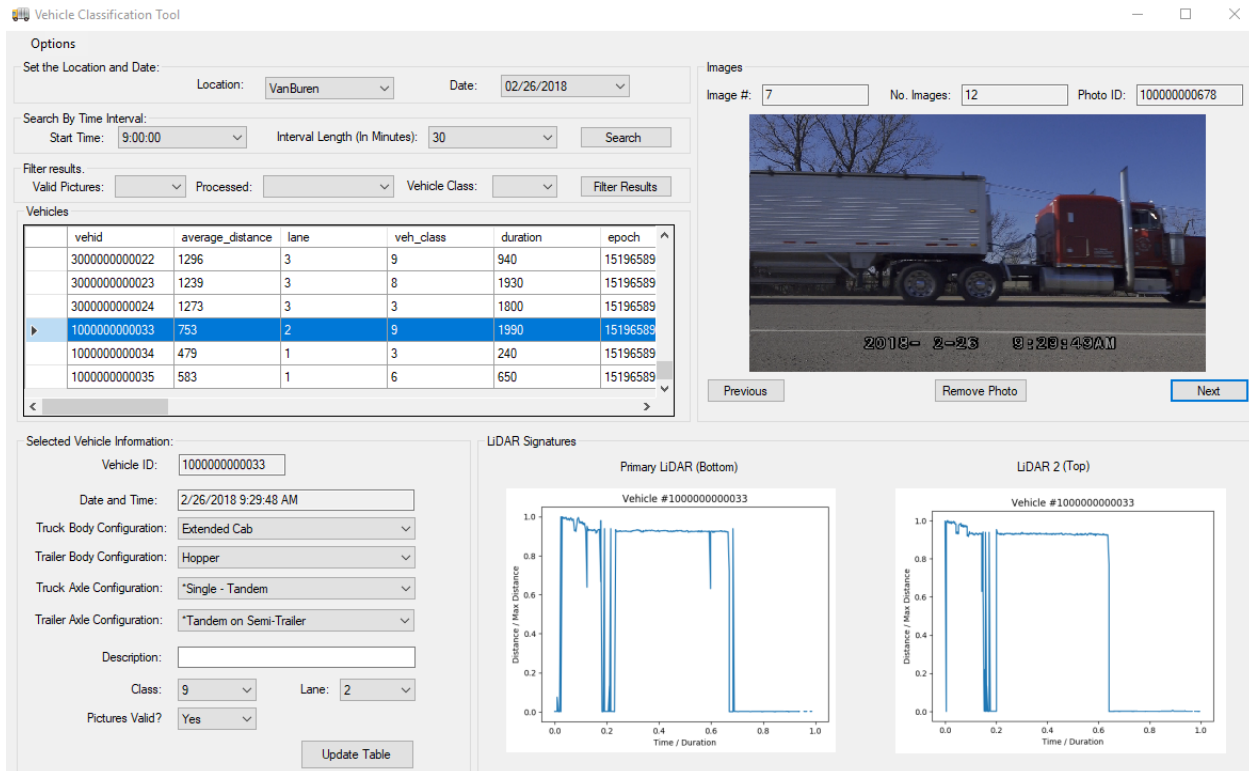 Vehicle Classification Tool
Options
Set the Location and Date:
Location: VanBuren Date: 02/26/2018
Search By Time Interval:
Start Time: 9:00:00 Interval Length (In Minutes): 30 Search
Filter results.
Valid Pictures: Processed: Vehicle Class: Filter Results
Vehicles
vehid average_distance lane veh_class duration epoch
3000000000022 1296 3 9 940 15196589
3000000000023 1239 3 8 1930 15196589
3000000000024 1273 3 3 1800 15196589
1000000000033 753 2 9 1990 15196589
1000000000034 479 1 3 240 15196589
1000000000035 583 1 6 650 15196589
Images
Image #: 7 No. Images: 12 Photo ID: 100000000678
2018- 2-26 9:29:49AM
Previous Remove Photo Next
Selected Vehicle Information:
Vehicle ID: 1000000000033
Date and Time: 2/26/2018 9:29:48 AM
Truck Body Configuration: Extended Cab
Trailer Body Configuration: Hopper
Truck Axle Configuration: *Single - Tandem
Trailer Axle Configuration: *Tandem on Semi-Trailer
Description:
Class: 9 Lane: 2
Pictures Valid? Yes
Update Table
LiDAR Signatures
Primary LiDAR (Bottom)
Vehicle #1000000000033
Distance / Max Distance
1.0
0.8
0.6
0.4
0.2
0.0
0.0 0.2 0.4 0.6 0.8 1.0
Time / Duration
LiDAR 2 (Top)
Vehicle #1000000000033
Distance / Max Distance
1.0
0.8
0.6
0.4
0.2
0.0
0.0 0.2 0.4 0.6 0.8 1.0
Time / Duration